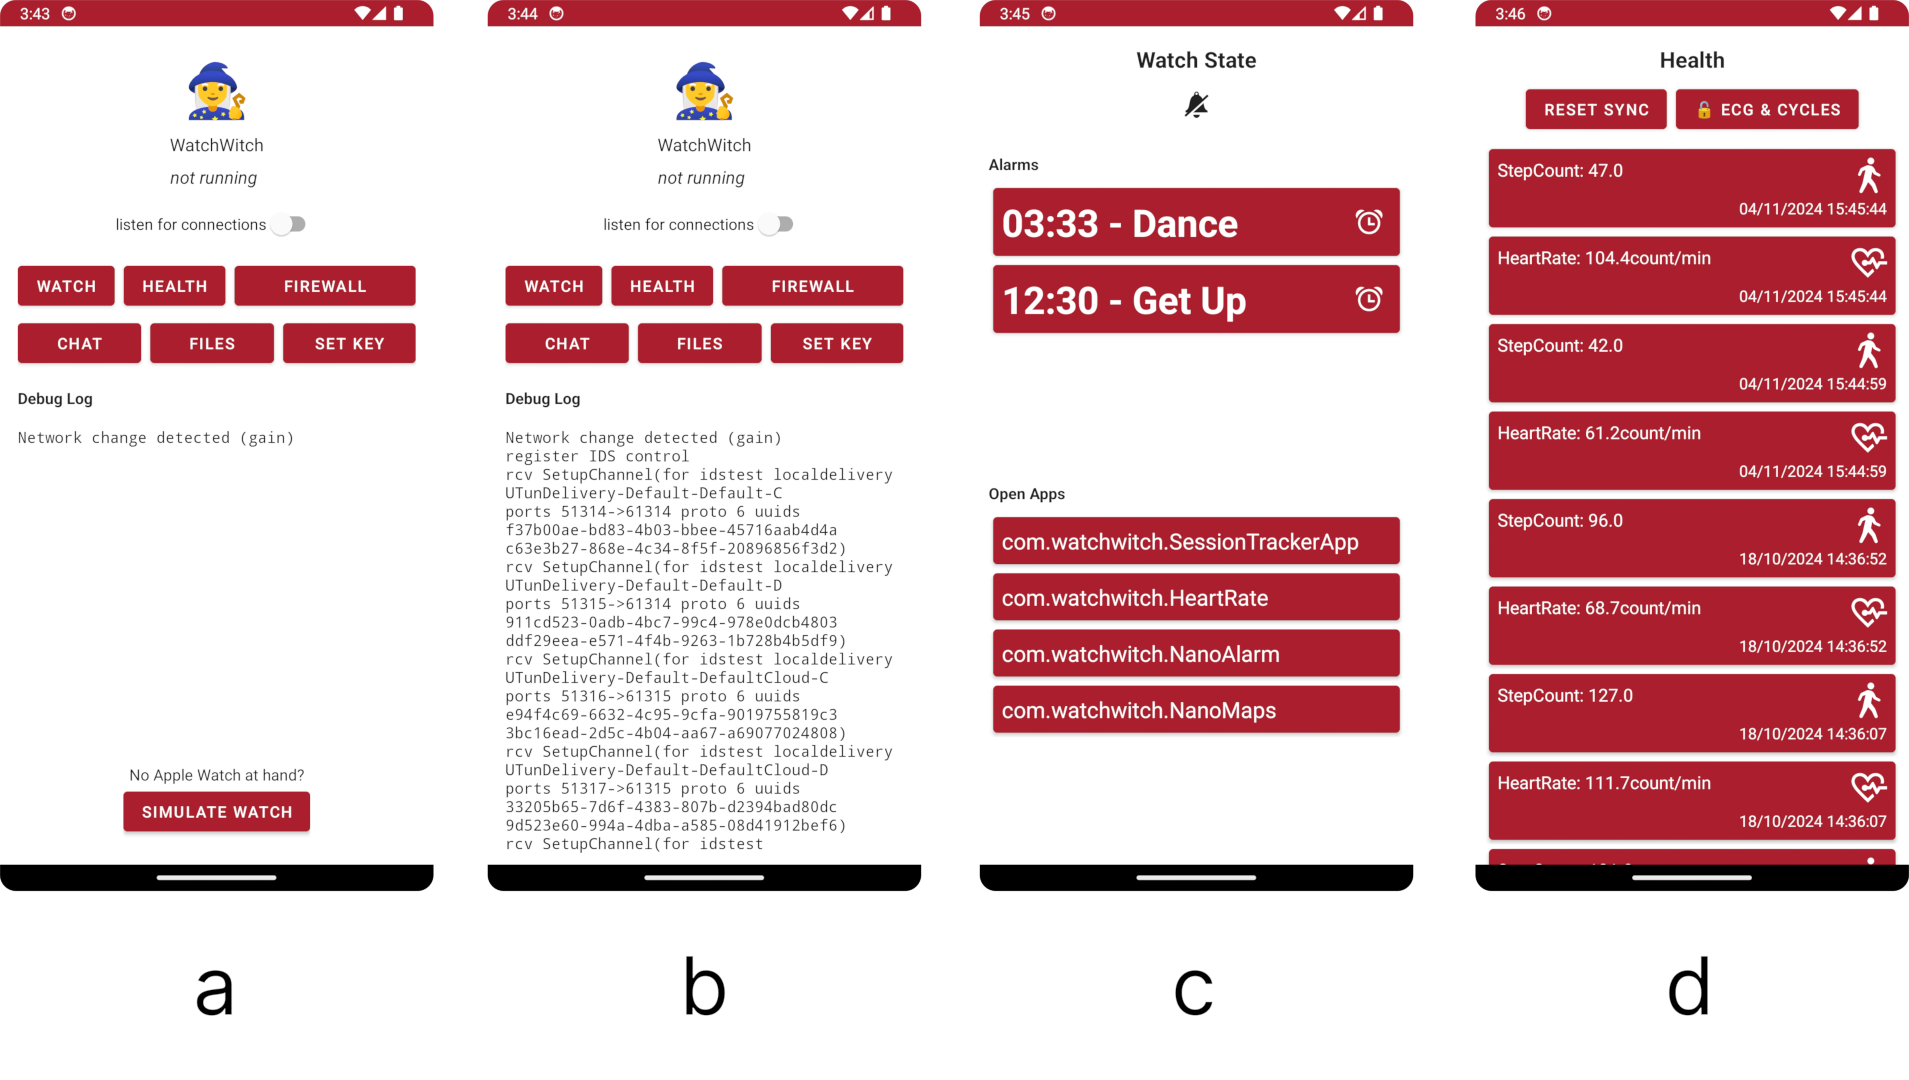 3:43
WatchWitch
not running
listen for connections
WATCH HEALTH FIREWALL
CHAT FILES SET KEY
Debug Log
Network change detected (gain)
No Apple Watch at hand?
SIMULATE WATCH
a
3:44
WatchWitch
not running
listen for connections
WATCH HEALTH FIREWALL
CHAT FILES SET KEY
Debug Log
Network change detected (gain)
register IDS control
rcv SetupChannel(for idstest localdelivery
UTunDelivery-Default-Default-C
ports 51314->61314 proto 6 uuids
f37b00ae-bd83-4b03-bbee-45716aab4d4a
c63e3b27-868e-4c34-8f5f-20896856f3d2)
rcv SetupChannel(for idstest localdelivery
UTunDelivery-Default-Default-D
ports 51315->61314 proto 6 uuids
911cd523-0adb-4bc7-99c4-978e0dcb4803
ddf29eea-e571-4f4b-9263-1b728b4b5df9)
rcv SetupChannel(for idstest localdelivery
UTunDelivery-Default-DefaultCloud-C
ports 51316->61315 proto 6 uuids
e94f4c69-6632-4c95-9cfa-9019755819c3
3bc16ead-2d5c-4b04-aa67-a69077024808)
rcv SetupChannel(for idstest localdelivery
UTunDelivery-Default-DefaultCloud-D
ports 51317->61315 proto 6 uuids
33205b65-7d6f-4383-807b-d2394bad80dc
9d523e60-994a-4dba-a585-08d41912bef6)
rcv SetupChannel(for idstest
b
3:45
Watch State
Alarms
03:33 - Dance
12:30 - Get Up
Open Apps
com.watchwitch.SessionTrackerApp
com.watchwitch.HeartRate
com.watchwitch.NanoAlarm
com.watchwitch.NanoMaps
c
3:46
Health
RESET SYNC 🔓 ECG & CYCLES
StepCount: 47.0
04/11/2024 15:45:44
HeartRate: 104.4count/min
04/11/2024 15:45:44
StepCount: 42.0
04/11/2024 15:44:59
HeartRate: 61.2count/min
04/11/2024 15:44:59
StepCount: 96.0
18/10/2024 14:36:52
HeartRate: 68.7count/min
18/10/2024 14:36:52
StepCount: 127.0
18/10/2024 14:36:07
HeartRate: 111.7count/min
18/10/2024 14:36:07
d